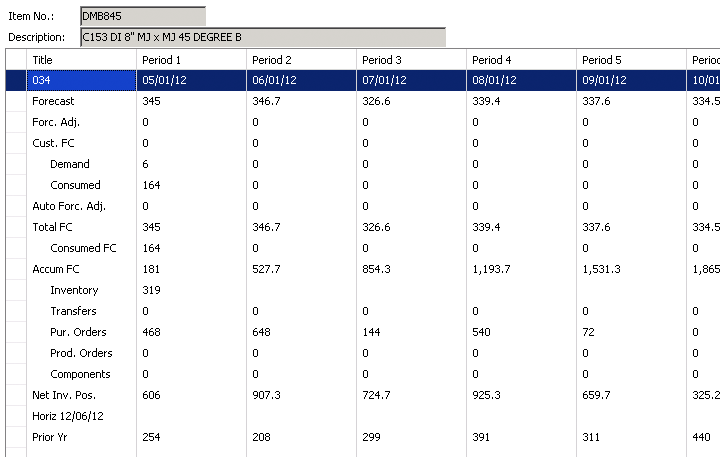 Item No.: DMB845
Description: C153 DI 8" MJ x MJ 45 DEGREE B
Title Period 1 Period 2 Period 3 Period 4 Period 5 Period
034 05/01/12 06/01/12 07/01/12 08/01/12 09/01/12 10/01
Forecast 345 346.7 326.6 339.4 337.6 334.5
Forc. Adj. 0 0 0 0 0 0
Cust. FC 0 0 0 0 0 0
Demand 6 0 0 0 0 0
Consumed 164 0 0 0 0 0
Auto Forc. Adj. 0 0 0 0 0 0
Total FC 345 346.7 326.6 339.4 337.6 334.5
Consumed FC 164 0 0 0 0 0
Accum FC 181 527.7 854.3 1,193.7 1,531.3 1,865
Inventory 319
Transfers 0 0 0 0 0 0
Pur. Orders 468 648 144 540 72 0
Prod. Orders 0 0 0 0 0 0
Components 0 0 0 0 0 0
Net Inv. Pos. 606 907.3 724.7 925.3 659.7 325.2
Horiz 12/06/12
Prior Yr 254 208 299 391 311 440